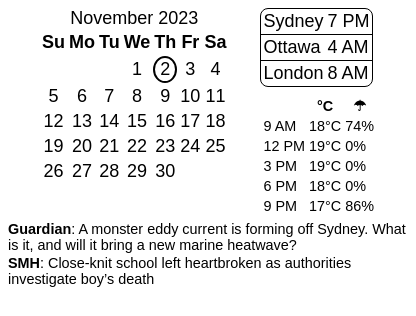 November 2023
Su Mo Tu We Th Fr Sa
1 2 3 4
5 6 7 8 9 10 11
12 13 14 15 16 17 18
19 20 21 22 23 24 25
26 27 28 29 30
Sydney 7 PM
Ottawa 4 AM
London 8 AM
°C ☂
9 AM 18°C 74%
12 PM 19°C 0%
3 PM 19°C 0%
6 PM 18°C 0%
9 PM 17°C 86%
Guardian: A monster eddy current is forming off Sydney. What
is it, and will it bring a new marine heatwave?
SMH: Close-knit school left heartbroken as authorities
investigate boy's death